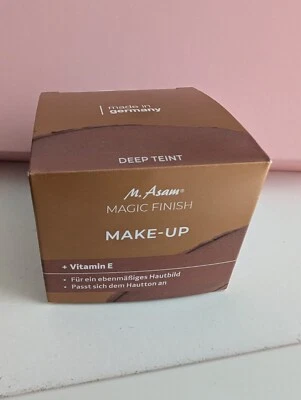 made in
germany
DEEP TEINT
M. Asam®
MAGIC FINISH
MAKE-UP
+ Vitamin E
• Für ein ebenmäßiges Hautbild
• Passt sich dem Hautton an